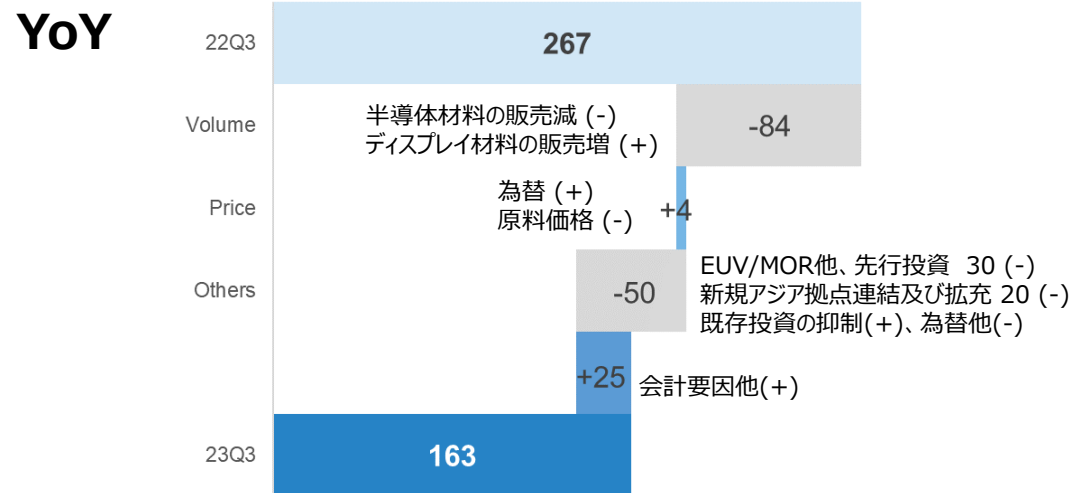 YoY
22Q3
267
Volume
半導体材料の販売減 (-)
ディスプレイ材料の販売増 (+)
-84
Price
為替 (+)
原料価格 (-)
+4
Others
-50
EUV/MOR他、先行投資 30 (-)
新規アジア拠点連結及び拡充 20 (-)
既存投資の抑制(+)、為替他(-)
+25
会計要因他(+)
23Q3
163